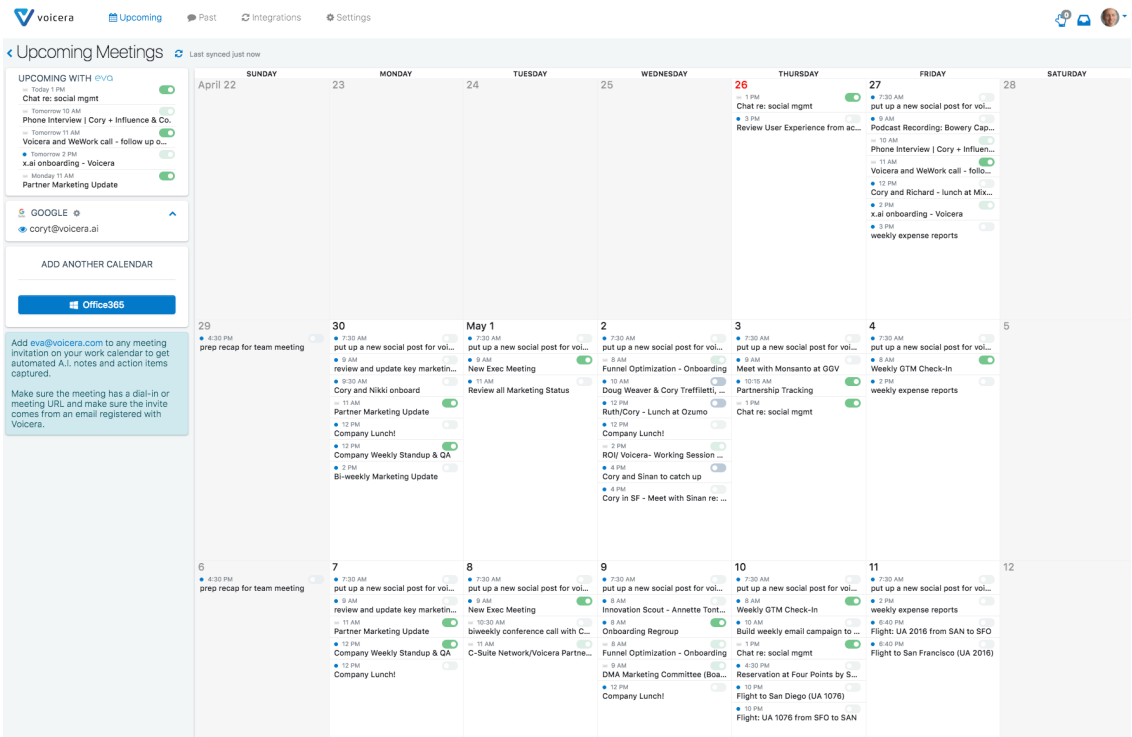 voicera
Upcoming
Past
Integrations
Settings
0
Upcoming Meetings
Last synced just now
UPCOMING WITH eva
Today 1 PM
Chat re: social mgmt
Tomorrow 10 AM
Phone Interview | Cory + Influence & Co.
Tomorrow 11 AM
Voicera and WeWork call - follow up o...
Tomorrow 2 PM
x.ai onboarding - Voicera
Monday 11 AM
Partner Marketing Update
GOOGLE
coryt@voicera.ai
ADD ANOTHER CALENDAR
Office365
Add eva@voicera.com to any meeting
invitation on your work calendar to get
automated A.I. notes and action items
captured.
Make sure the meeting has a dial-in or
meeting URL and make sure the invite
comes from an email registered with
Voicera.
SUNDAY
MONDAY
TUESDAY
WEDNESDAY
THURSDAY
FRIDAY
SATURDAY
April 22
23
24
25
26
1 PM
Chat re: social mgmt
3 PM
Review User Experience from ac...
27
7:30 AM
put up a new social post for voi...
9 AM
Podcast Recording: Bowery Cap...
10 AM
Phone Interview | Cory + Influen...
11 AM
Voicera and WeWork call - follo...
12 PM
Cory and Richard - lunch at Mix...
2 PM
x.ai onboarding - Voicera
3 PM
weekly expense reports
28
29
4:30 PM
prep recap for team meeting
30
7:30 AM
put up a new social post for voi...
9 AM
review and update key marketin...
9:30 AM
Cory and Nikki onboard
11 AM
Partner Marketing Update
12 PM
Company Lunch!
12 PM
Company Weekly Standup & QA
2 PM
Bi-weekly Marketing Update
May 1
7:30 AM
put up a new social post for voi...
9 AM
New Exec Meeting
11 AM
Review all Marketing Status
2
7:30 AM
put up a new social post for voi...
8 AM
Funnel Optimization - Onboarding
10 AM
Doug Weaver & Cory Treffiletti, ...
12 PM
Ruth/Cory - Lunch at Ozumo
12 PM
Company Lunch!
2 PM
ROI/ Voicera- Working Session ...
4 PM
Cory and Sinan to catch up
4 PM
Cory in SF - Meet with Sinan re: ...
3
7:30 AM
put up a new social post for voi...
9 AM
Meet with Monsanto at GGV
10:15 AM
Partnership Tracking
1 PM
Chat re: social mgmt
4
7:30 AM
put up a new social post for voi...
8 AM
Weekly GTM Check-In
2 PM
weekly expense reports
5
6
4:30 PM
prep recap for team meeting
7
7:30 AM
put up a new social post for voi...
9 AM
review and update key marketin...
11 AM
Partner Marketing Update
12 PM
Company Weekly Standup & QA
12 PM
Company Lunch!
8
7:30 AM
put up a new social post for voi...
9 AM
New Exec Meeting
10:30 AM
biweekly conference call with C...
11 AM
C-Suite Network/Voicera Partne...
9
7:30 AM
put up a new social post for voi...
8 AM
Innovation Scout - Annette Tont...
8 AM
Onboarding Regroup
8 AM
Funnel Optimization - Onboarding
9 AM
DMA Marketing Committee (Boa...
12 PM
Company Lunch!
10
7:30 AM
put up a new social post for voi...
8 AM
Weekly GTM Check-In
10 AM
Build weekly email campaign to ...
1 PM
Chat re: social mgmt
4:30 PM
Reservation at Four Points by S...
10 PM
Flight to San Diego (UA 1076)
10 PM
Flight: UA 1076 from SFO to SAN
11
7:30 AM
put up a new social post for voi...
2 PM
weekly expense reports
6:40 PM
Flight: UA 2016 from SAN to SFO
6:40 PM
Flight to San Francisco (UA 2016)
12